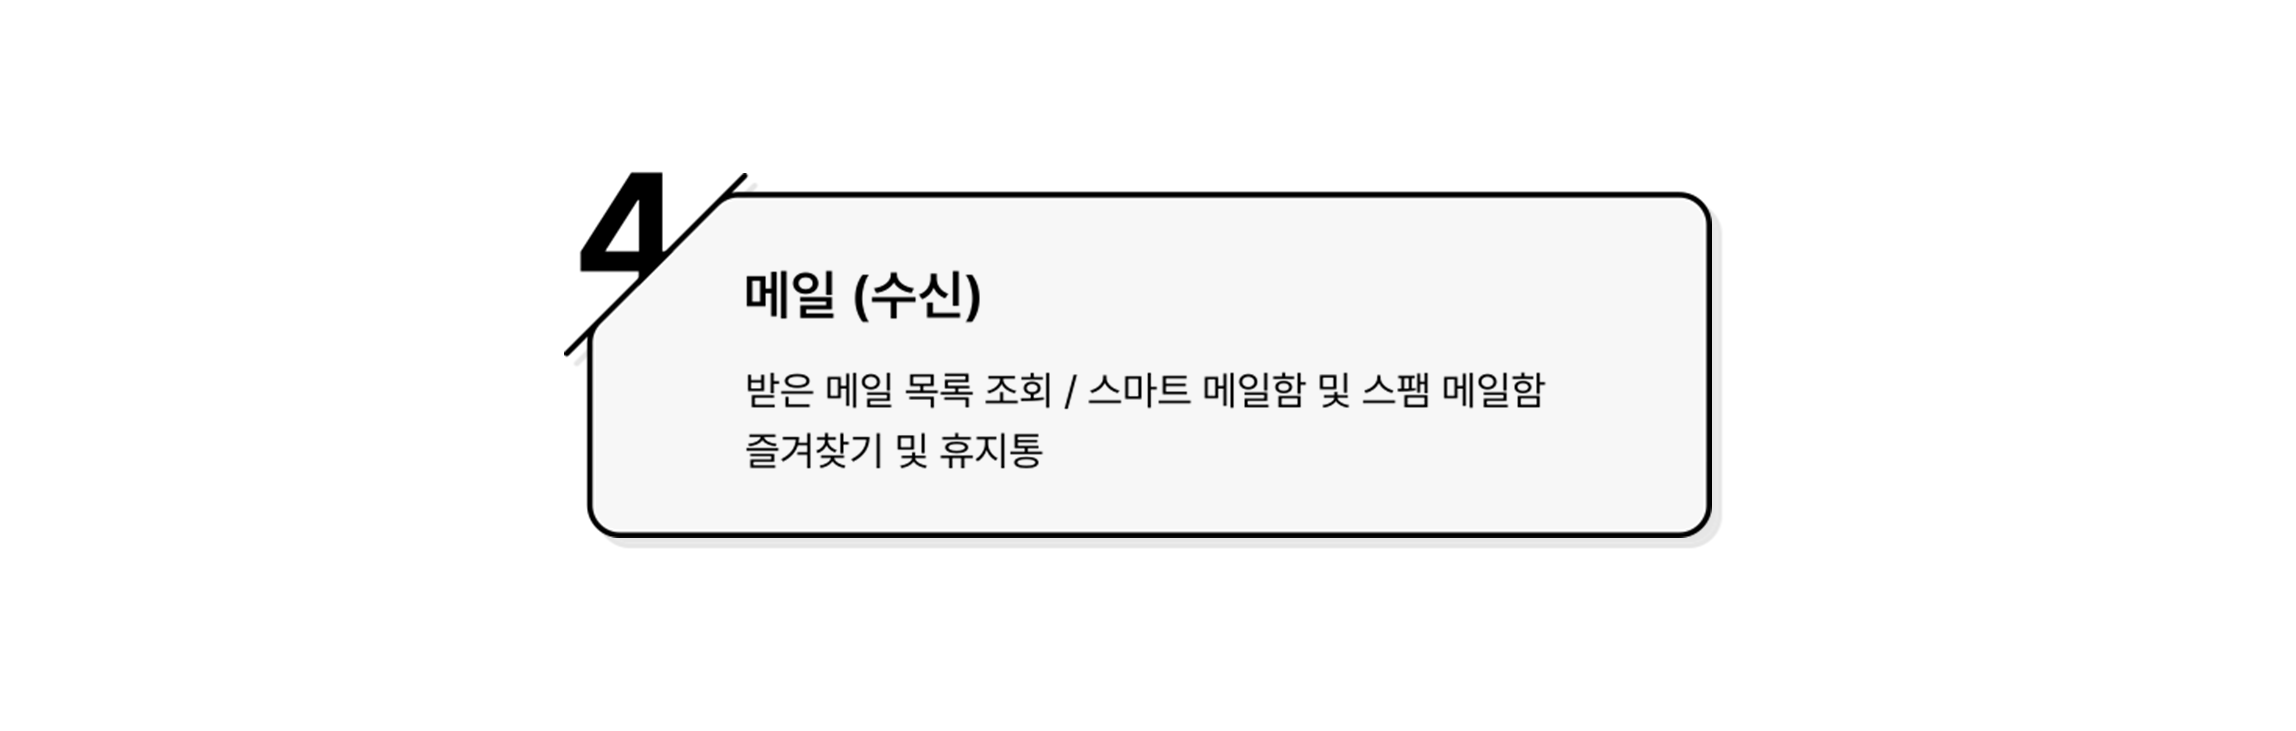 4
메일 (수신)
받은 메일 목록 조회 / 스마트 메일함 및 스팸 메일함
즐겨찾기 및 휴지통